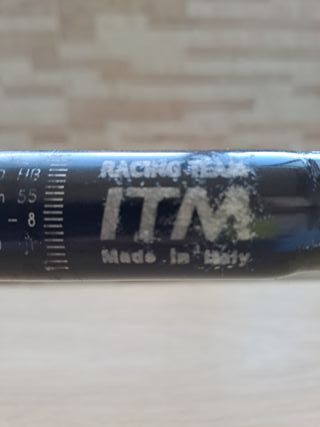 HB RACING TEAM
55 ITM
- 8
Made in Italy